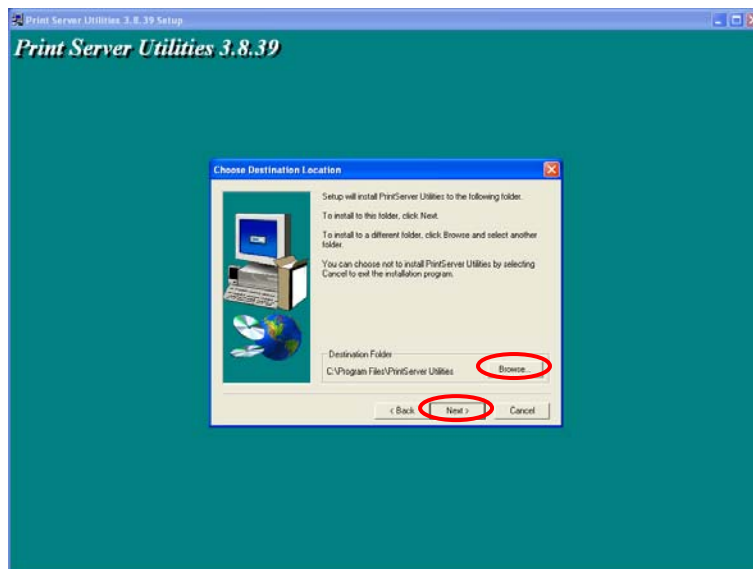 Print Server Utilities 3.8.39 Setup
Print Server Utilities 3.8.39
Choose Destination Location
Setup will install PrintServer Utilities to the following folder.
To install to this folder, click Next.
To install to a different folder, click Browse and select another
folder.
You can choose not to install PrintServer Utilities by selecting
Cancel to exit the installation program.
Destination Folder
C:\Program Files\PrintServer Utilities
Browse...
< Back
Next >
Cancel